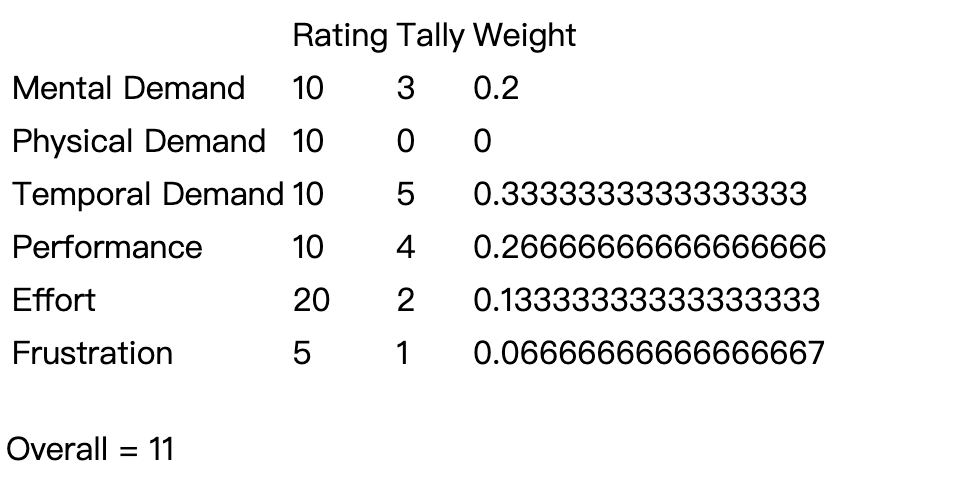 Rating Tally Weight
Mental Demand 10 3 0.2
Physical Demand 10 0 0
Temporal Demand 10 5 0.3333333333333333
Performance 10 4 0.26666666666666666
Effort 20 2 0.13333333333333333
Frustration 5 1 0.06666666666666667
Overall = 11